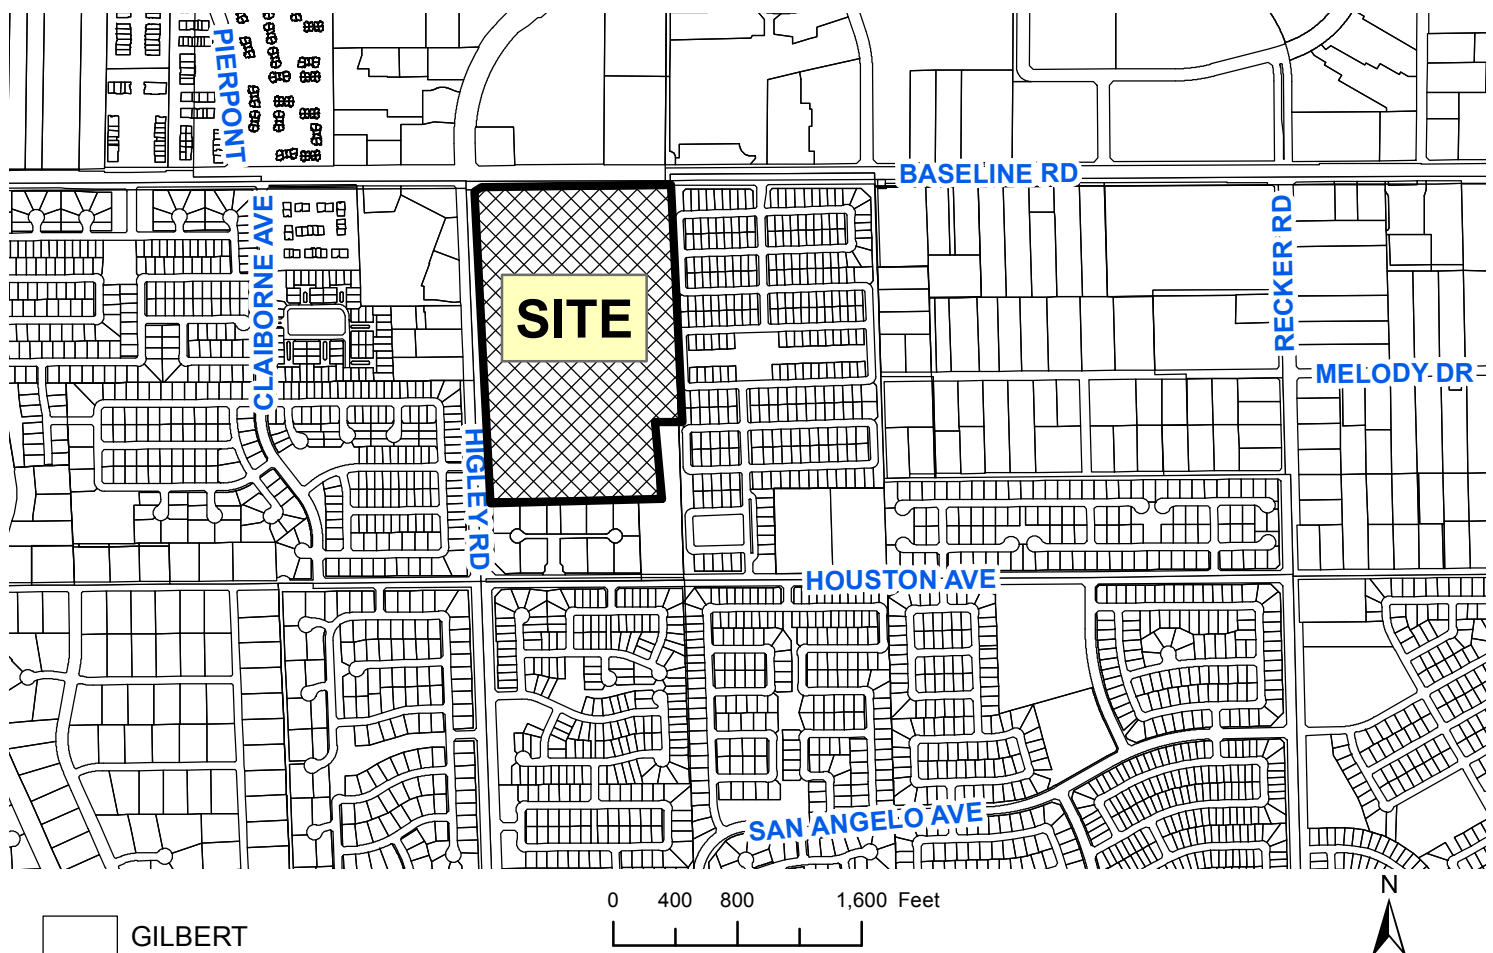 PIERPONT
BASELINE RD
CLAIBORNE AVE
RECKER RD
SITE
MELODY DR
HIGLEY RD
HOUSTON AVE
SAN ANGELO AVE
0 400 800 1,600 Feet
N
GILBERT